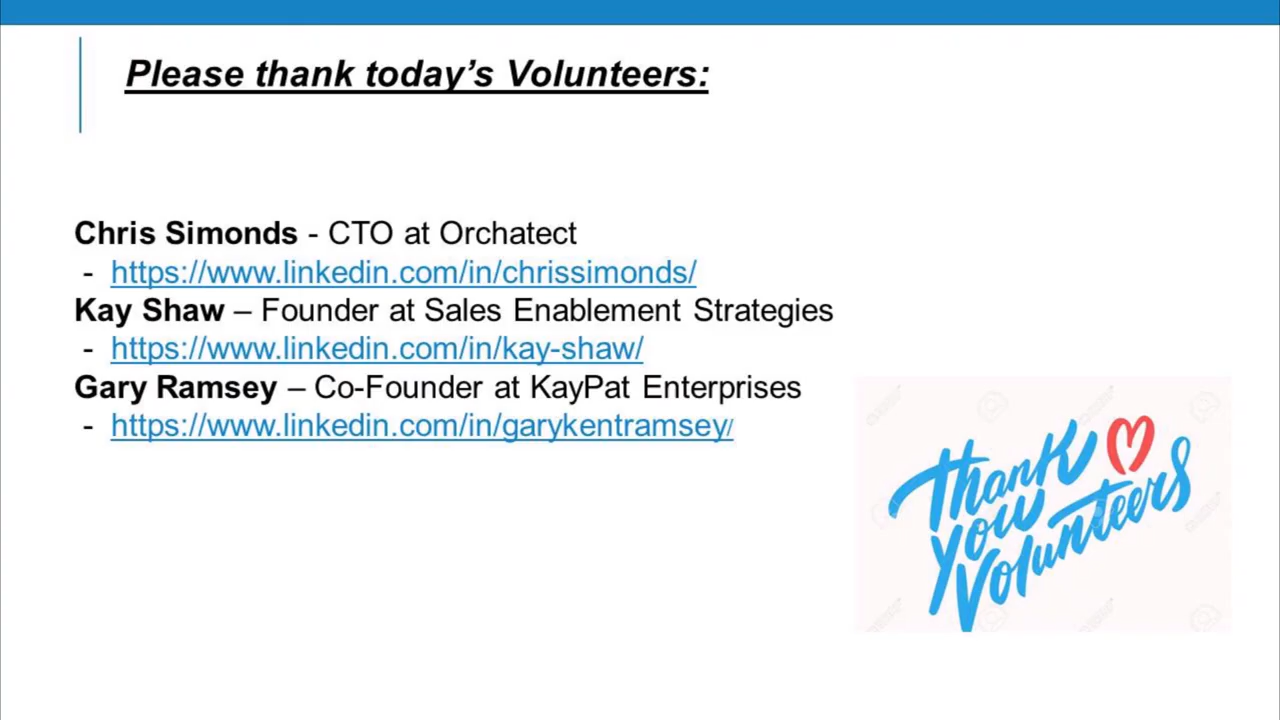 Please thank today’s Volunteers:
Chris Simonds - CTO at Orchatect
- https://www.linkedin.com/in/chrissimonds/
Kay Shaw – Founder at Sales Enablement Strategies
- https://www.linkedin.com/in/kay-shaw/
Gary Ramsey – Co-Founder at KayPat Enterprises
- https://www.linkedin.com/in/garykentramsey/
Thank
you
Volunteers